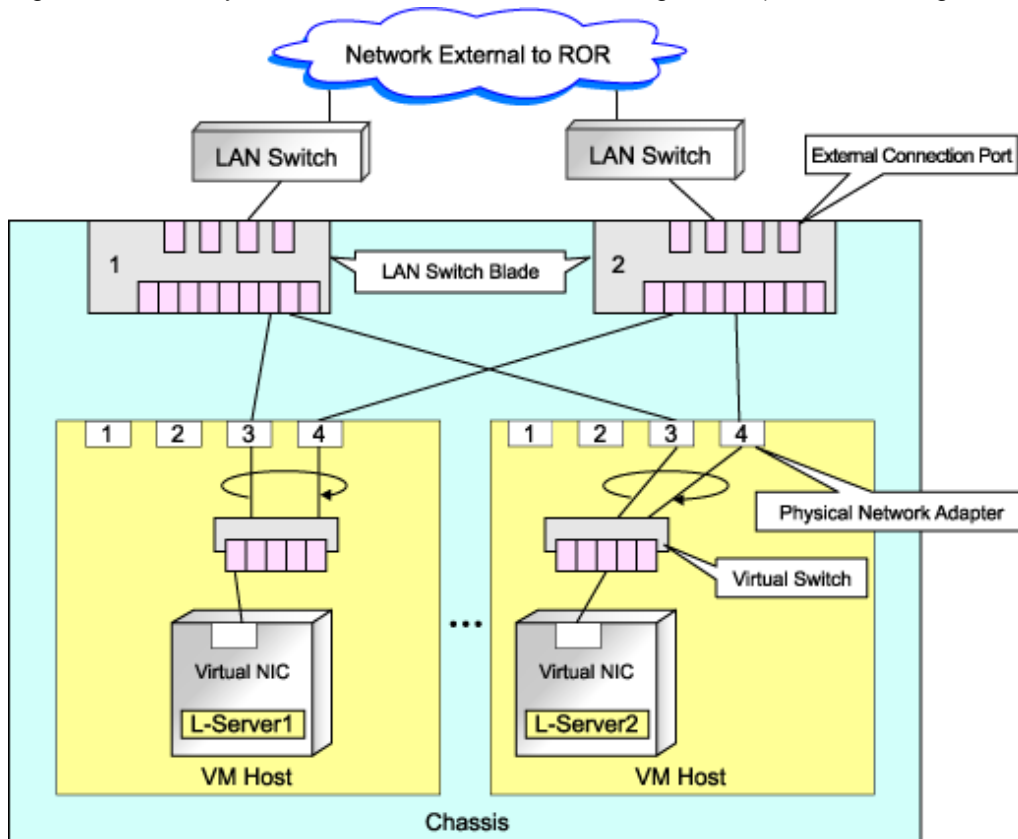 Network External to ROR
LAN Switch
LAN Switch
External Connection Port
1
LAN Switch Blade
2
1 2 3 4
1 2 3 4
Physical Network Adapter
Virtual Switch
...
Virtual NIC
Virtual NIC
L-Server1
L-Server2
VM Host
VM Host
Chassis